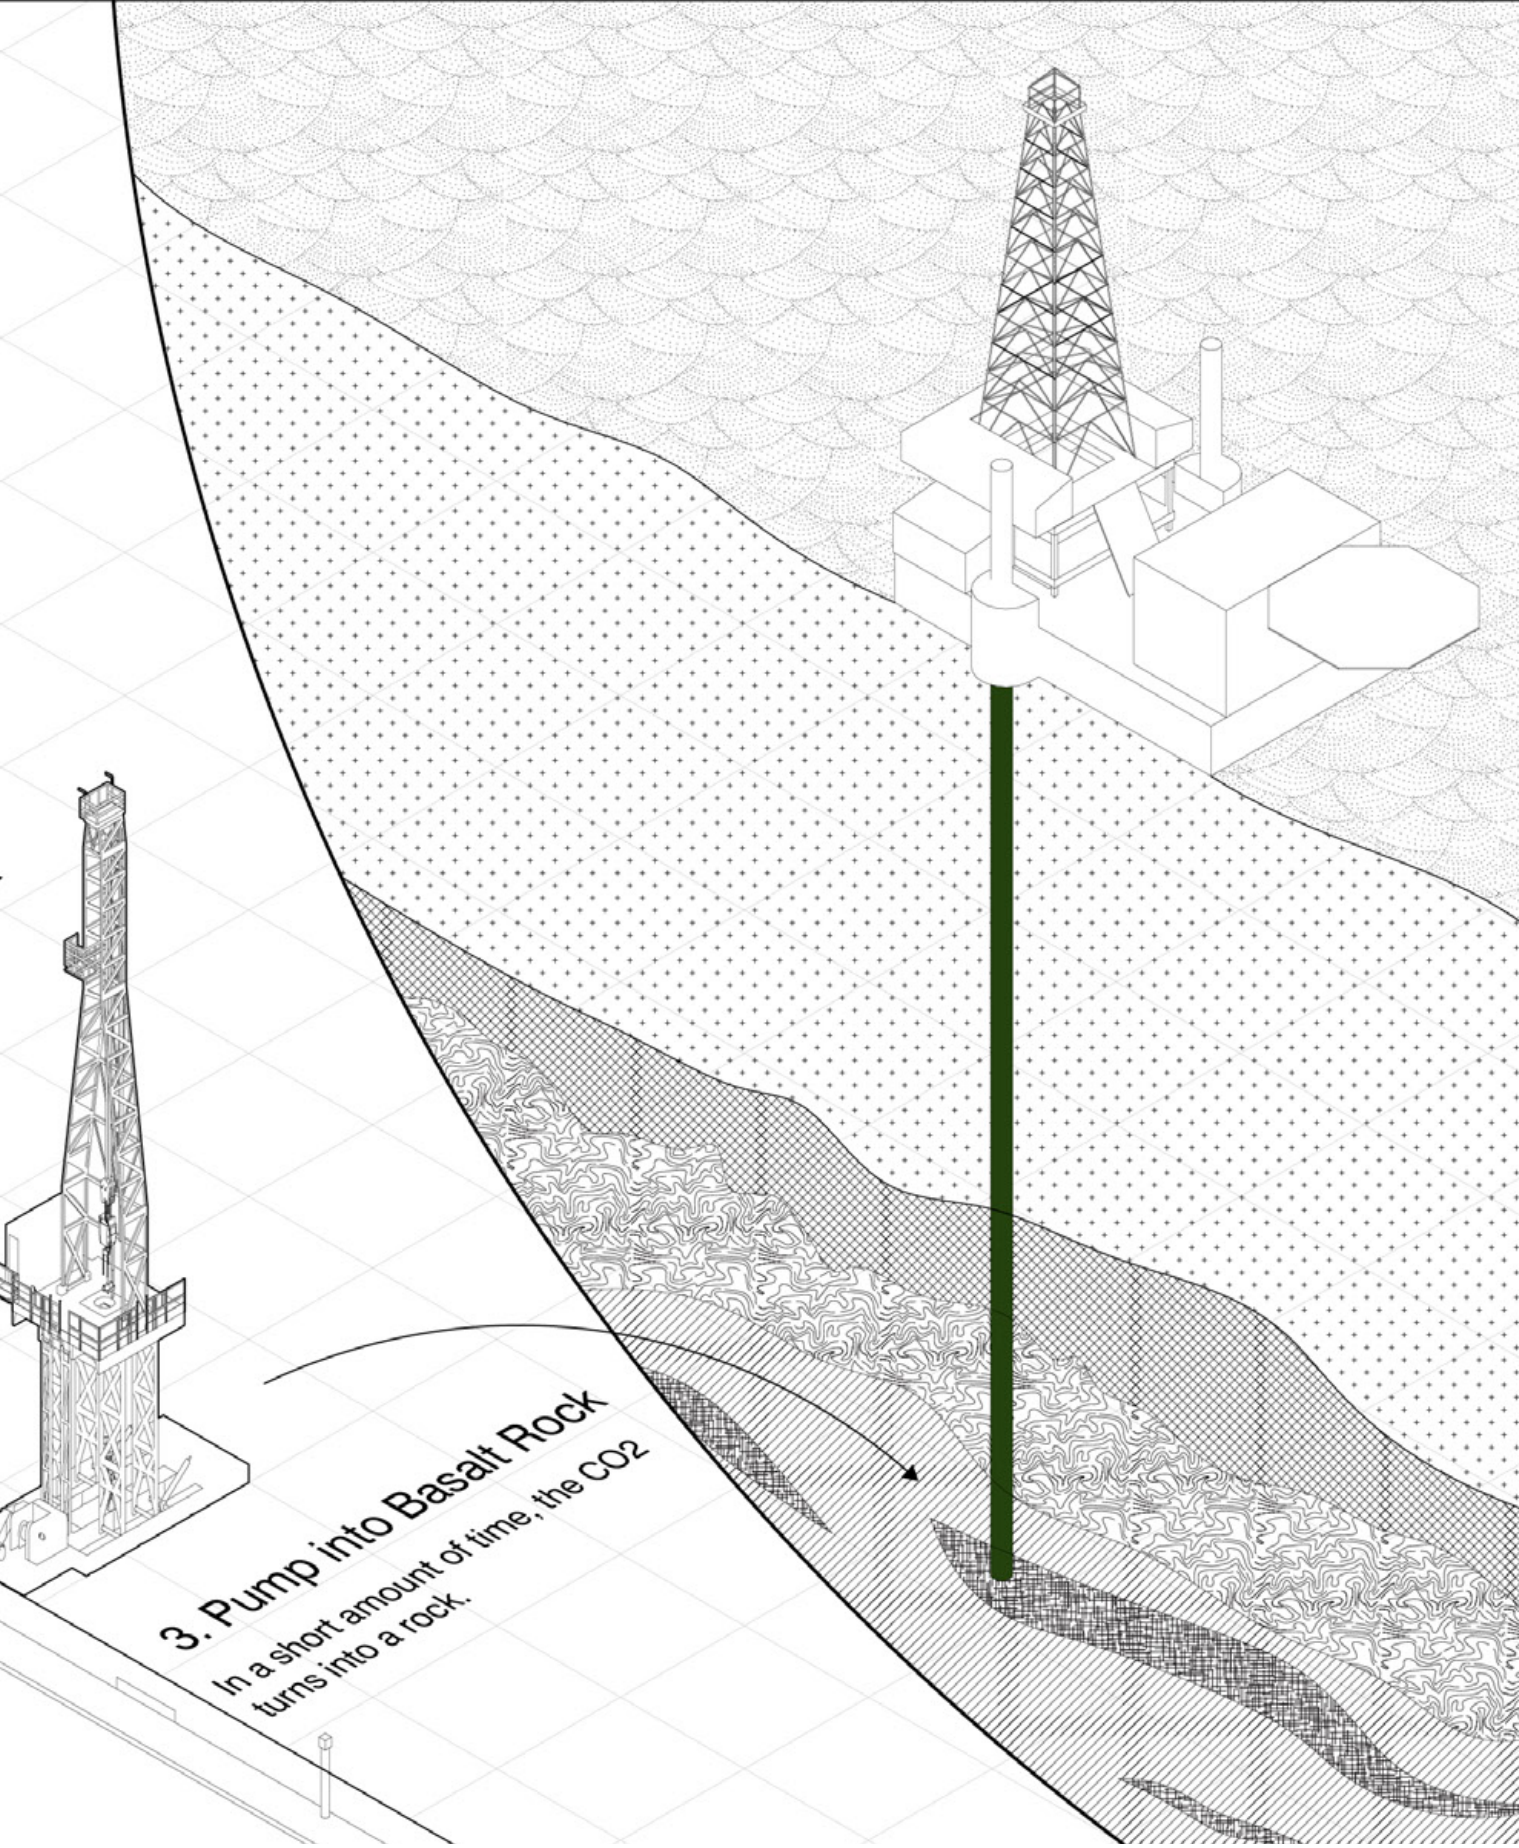 3. Pump into Basalt Rock
In a short amount of time, the CO2
turns into a rock.